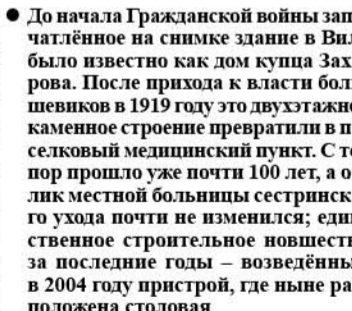 ● До начала Гражданской войны зап
чатлённое на снимке здание в Вил
было известно как дом купца Зах
рова. После прихода к власти бол
шевиков в 1919 году это двухэтажно
каменное строение превратили в п
селковый медицинский пункт. С те
пор прошло уже почти 100 лет, а о
лик местной больницы сестринск
го ухода почти не изменился; еди
ственное строительное новшеств
за последние годы – возведённы
в 2004 году пристрой, где ныне ра
положена столовая